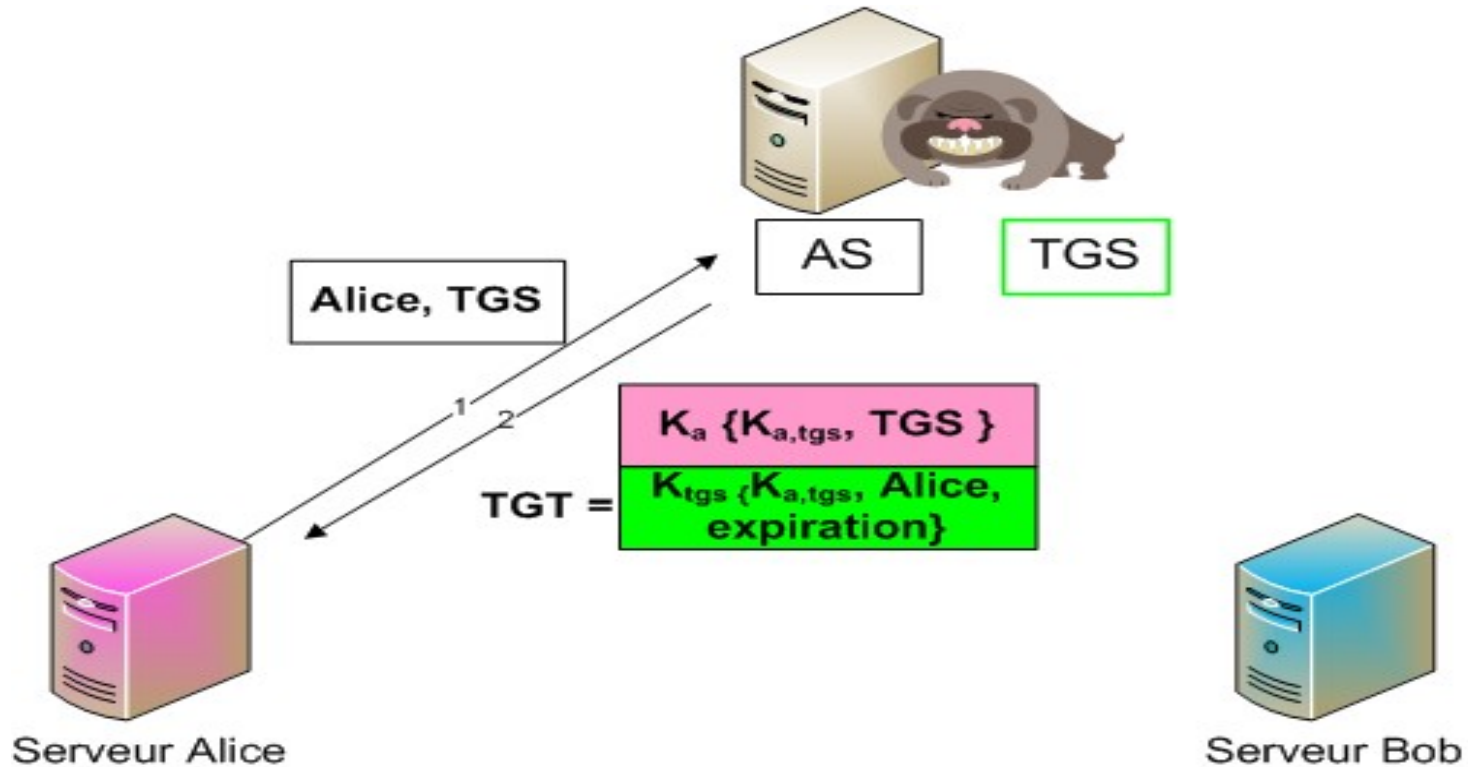 AS
TGS
Alice, TGS
1
2
Ka {Ka,tgs, TGS }
TGT =
Ktgs {Ka,tgs, Alice,
expiration}
Serveur Alice
Serveur Bob